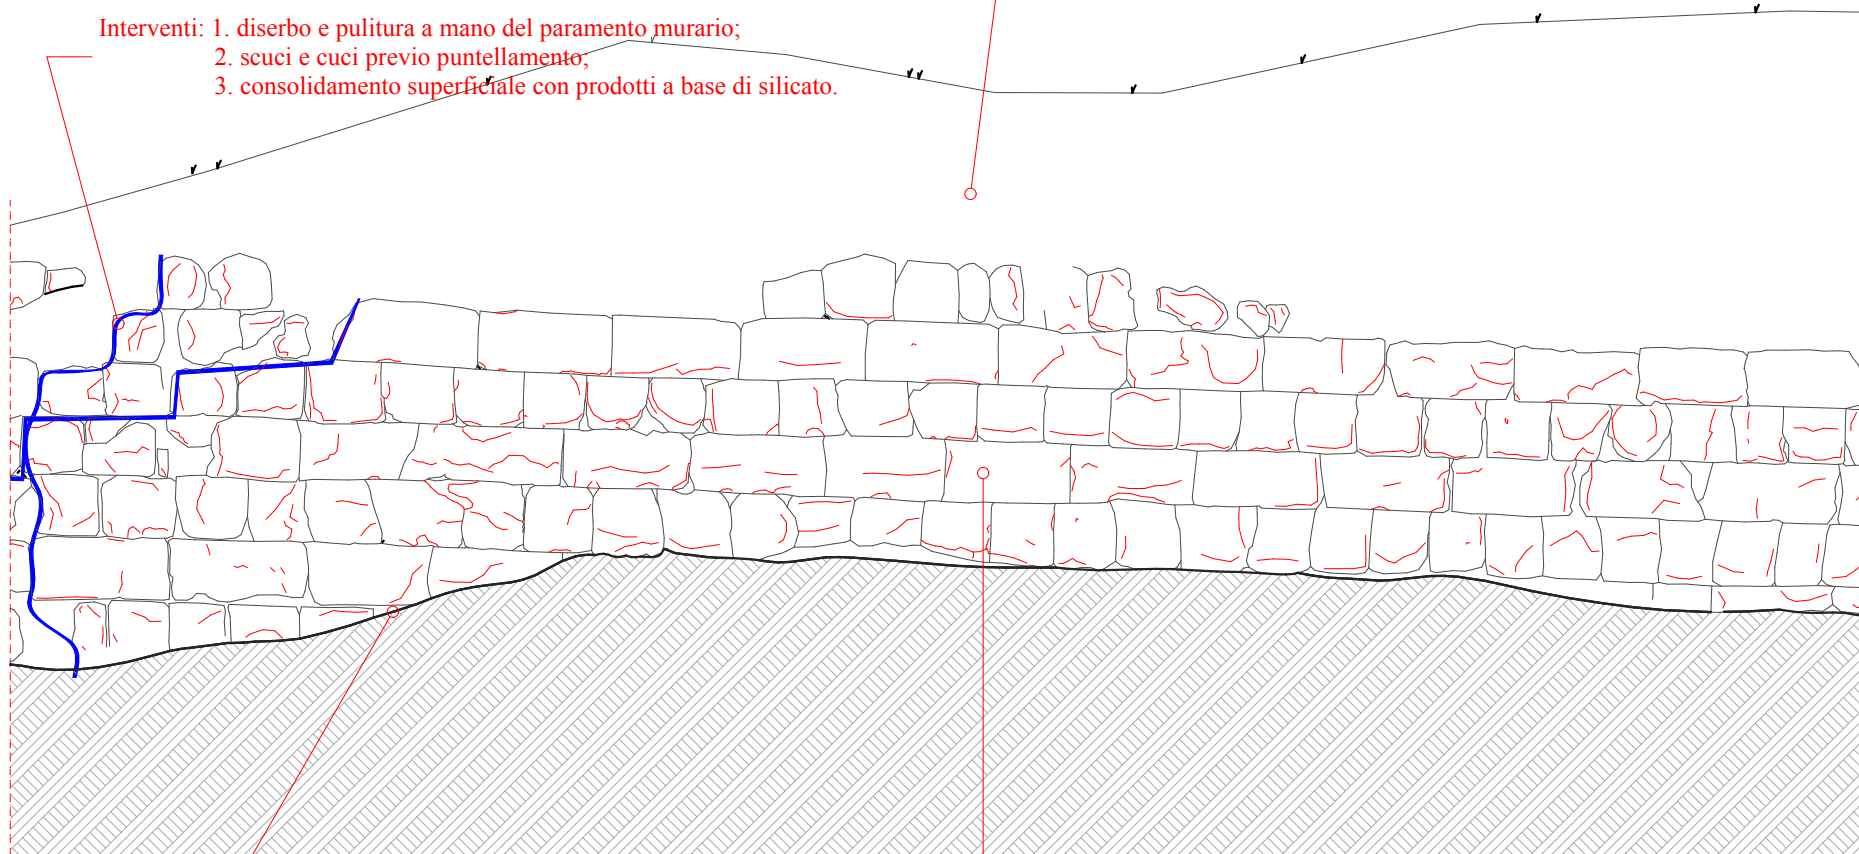 Interventi: 1. diserbo e pulitura a mano del paramento murario;
2. scuci e cuci previo puntellamento;
3. consolidamento superficiale con prodotti a base di silicato.